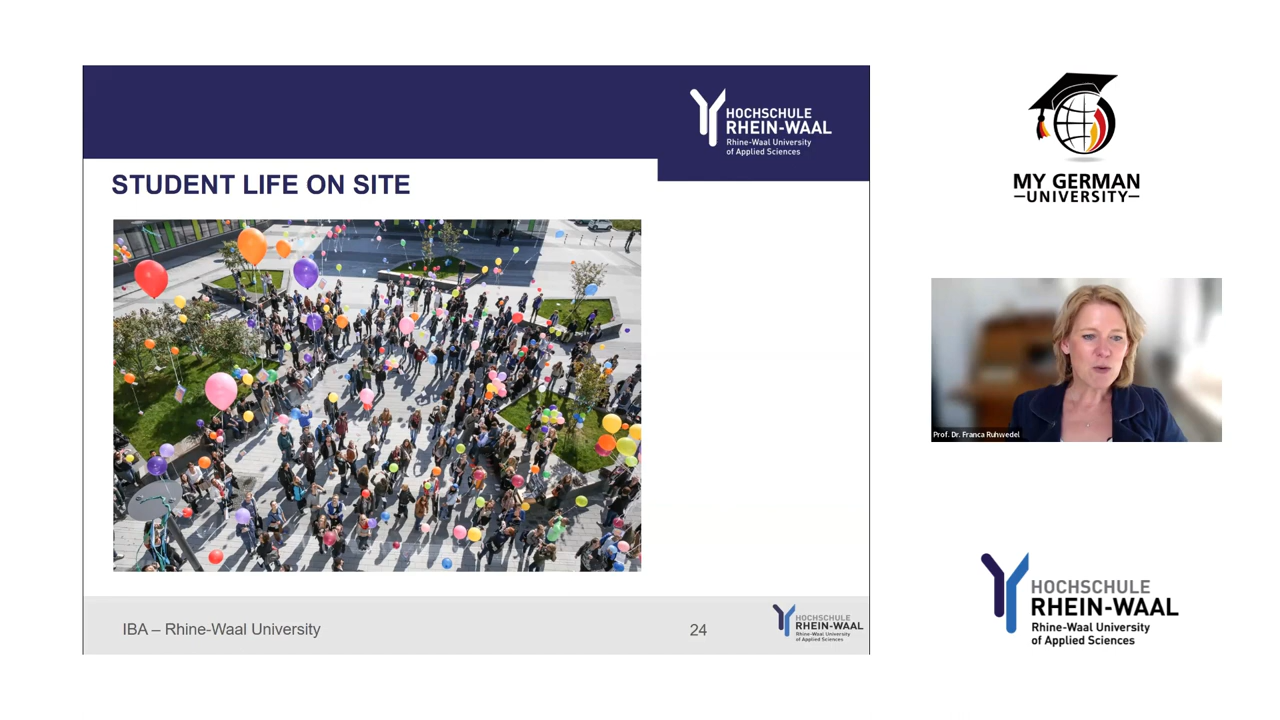 HOCHSCHULE
RHEIN-WAAL
Rhine-Waal University
of Applied Sciences
STUDENT LIFE ON SITE
IBA – Rhine-Waal University
24
HOCHSCHULE
RHEIN-WAAL
Rhine-Waal University
of Applied Sciences
MY GERMAN
UNIVERSITY
Prof. Dr. Franca Ruhwedel
HOCHSCHULE
RHEIN-WAAL
Rhine-Waal University
of Applied Sciences